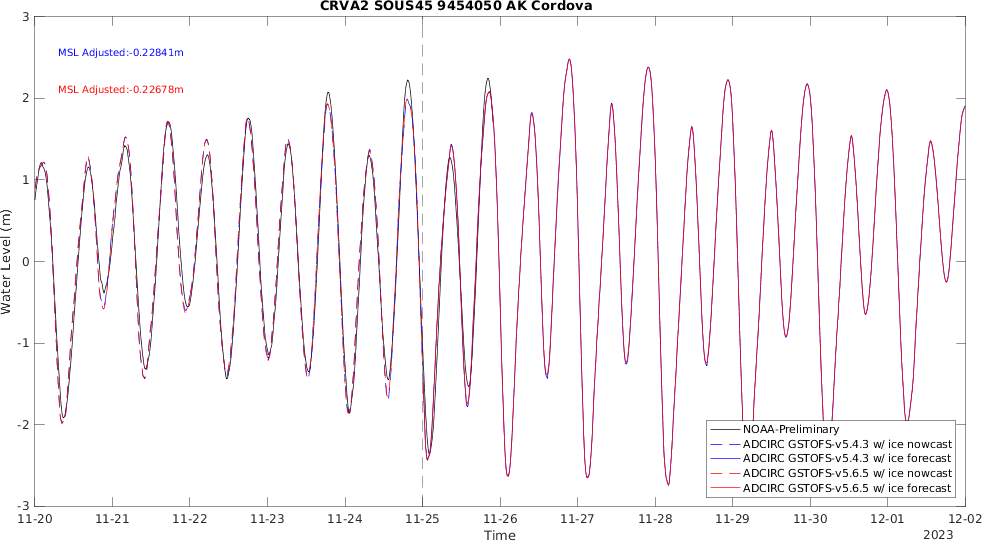 CRVA2 SOUS45 9454050 AK Cordova
3
MSL Adjusted:-0.22841m
MSL Adjusted:-0.22678m
2
1
0
-1
-2
-3
Water Level (m)
NOAA-Preliminary
ADCIRC GSTOFS-v5.4.3 w/ ice nowcast
ADCIRC GSTOFS-v5.4.3 w/ ice forecast
ADCIRC GSTOFS-v5.6.5 w/ ice nowcast
ADCIRC GSTOFS-v5.6.5 w/ ice forecast
11-20 11-21 11-22 11-23 11-24 11-25 11-26 11-27 11-28 11-29 11-30 12-01 12-02
Time
2023